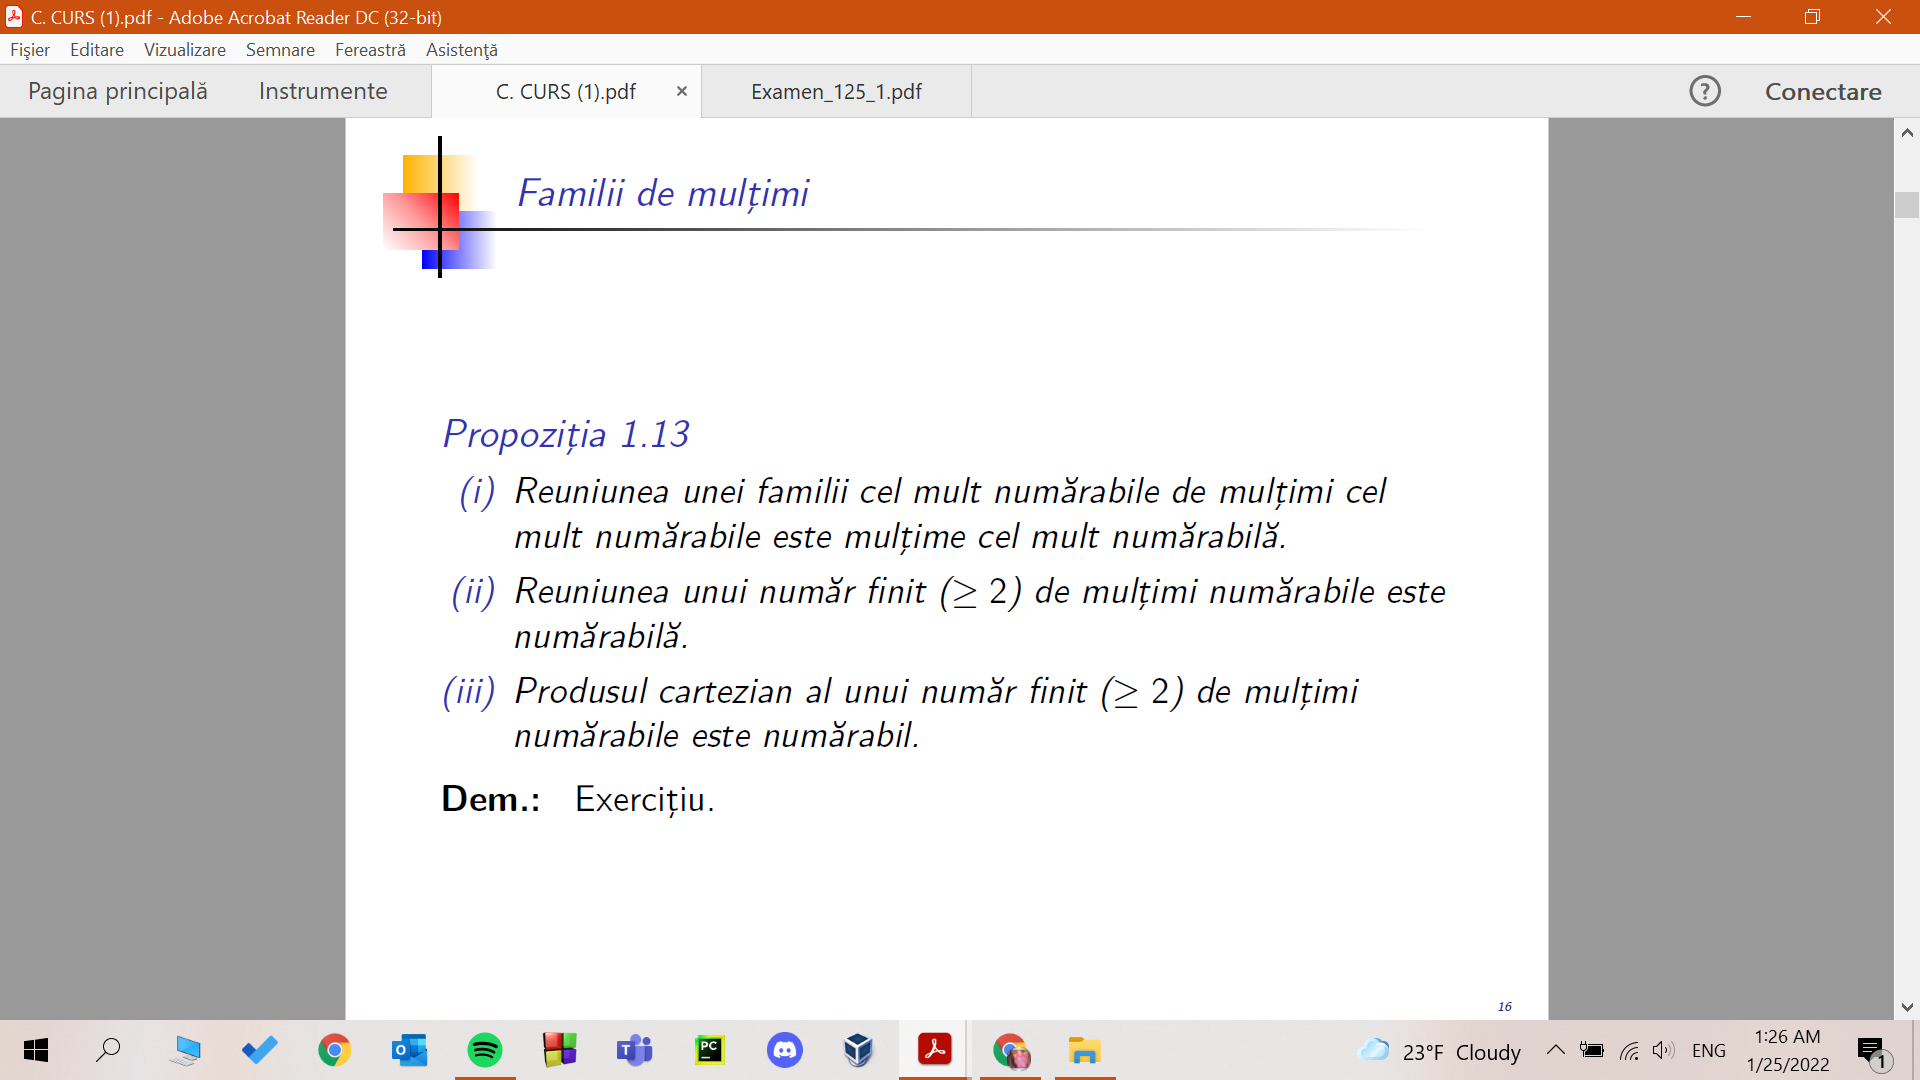 C. CURS (1).pdf - Adobe Acrobat Reader DC (32-bit)
Fișier Editare Vizualizare Semnare Fereastră Asistență
Pagina principală Instrumente C. CURS (1).pdf Examen_125_1.pdf Conectare
Familii de mulțimi
Propoziția 1.13
(i) Reuniunea unei familii cel mult numărabile de mulțimi cel
mult numărabile este mulțime cel mult numărabilă.
(ii) Reuniunea unui număr finit (≥ 2) de mulțimi numărabile este
numărabilă.
(iii) Produsul cartezian al unui număr finit (≥ 2) de mulțimi
numărabile este numărabil.
Dem.: Exercițiu.
16
23°F Cloudy
ENG
1:26 AM
1/25/2022
1